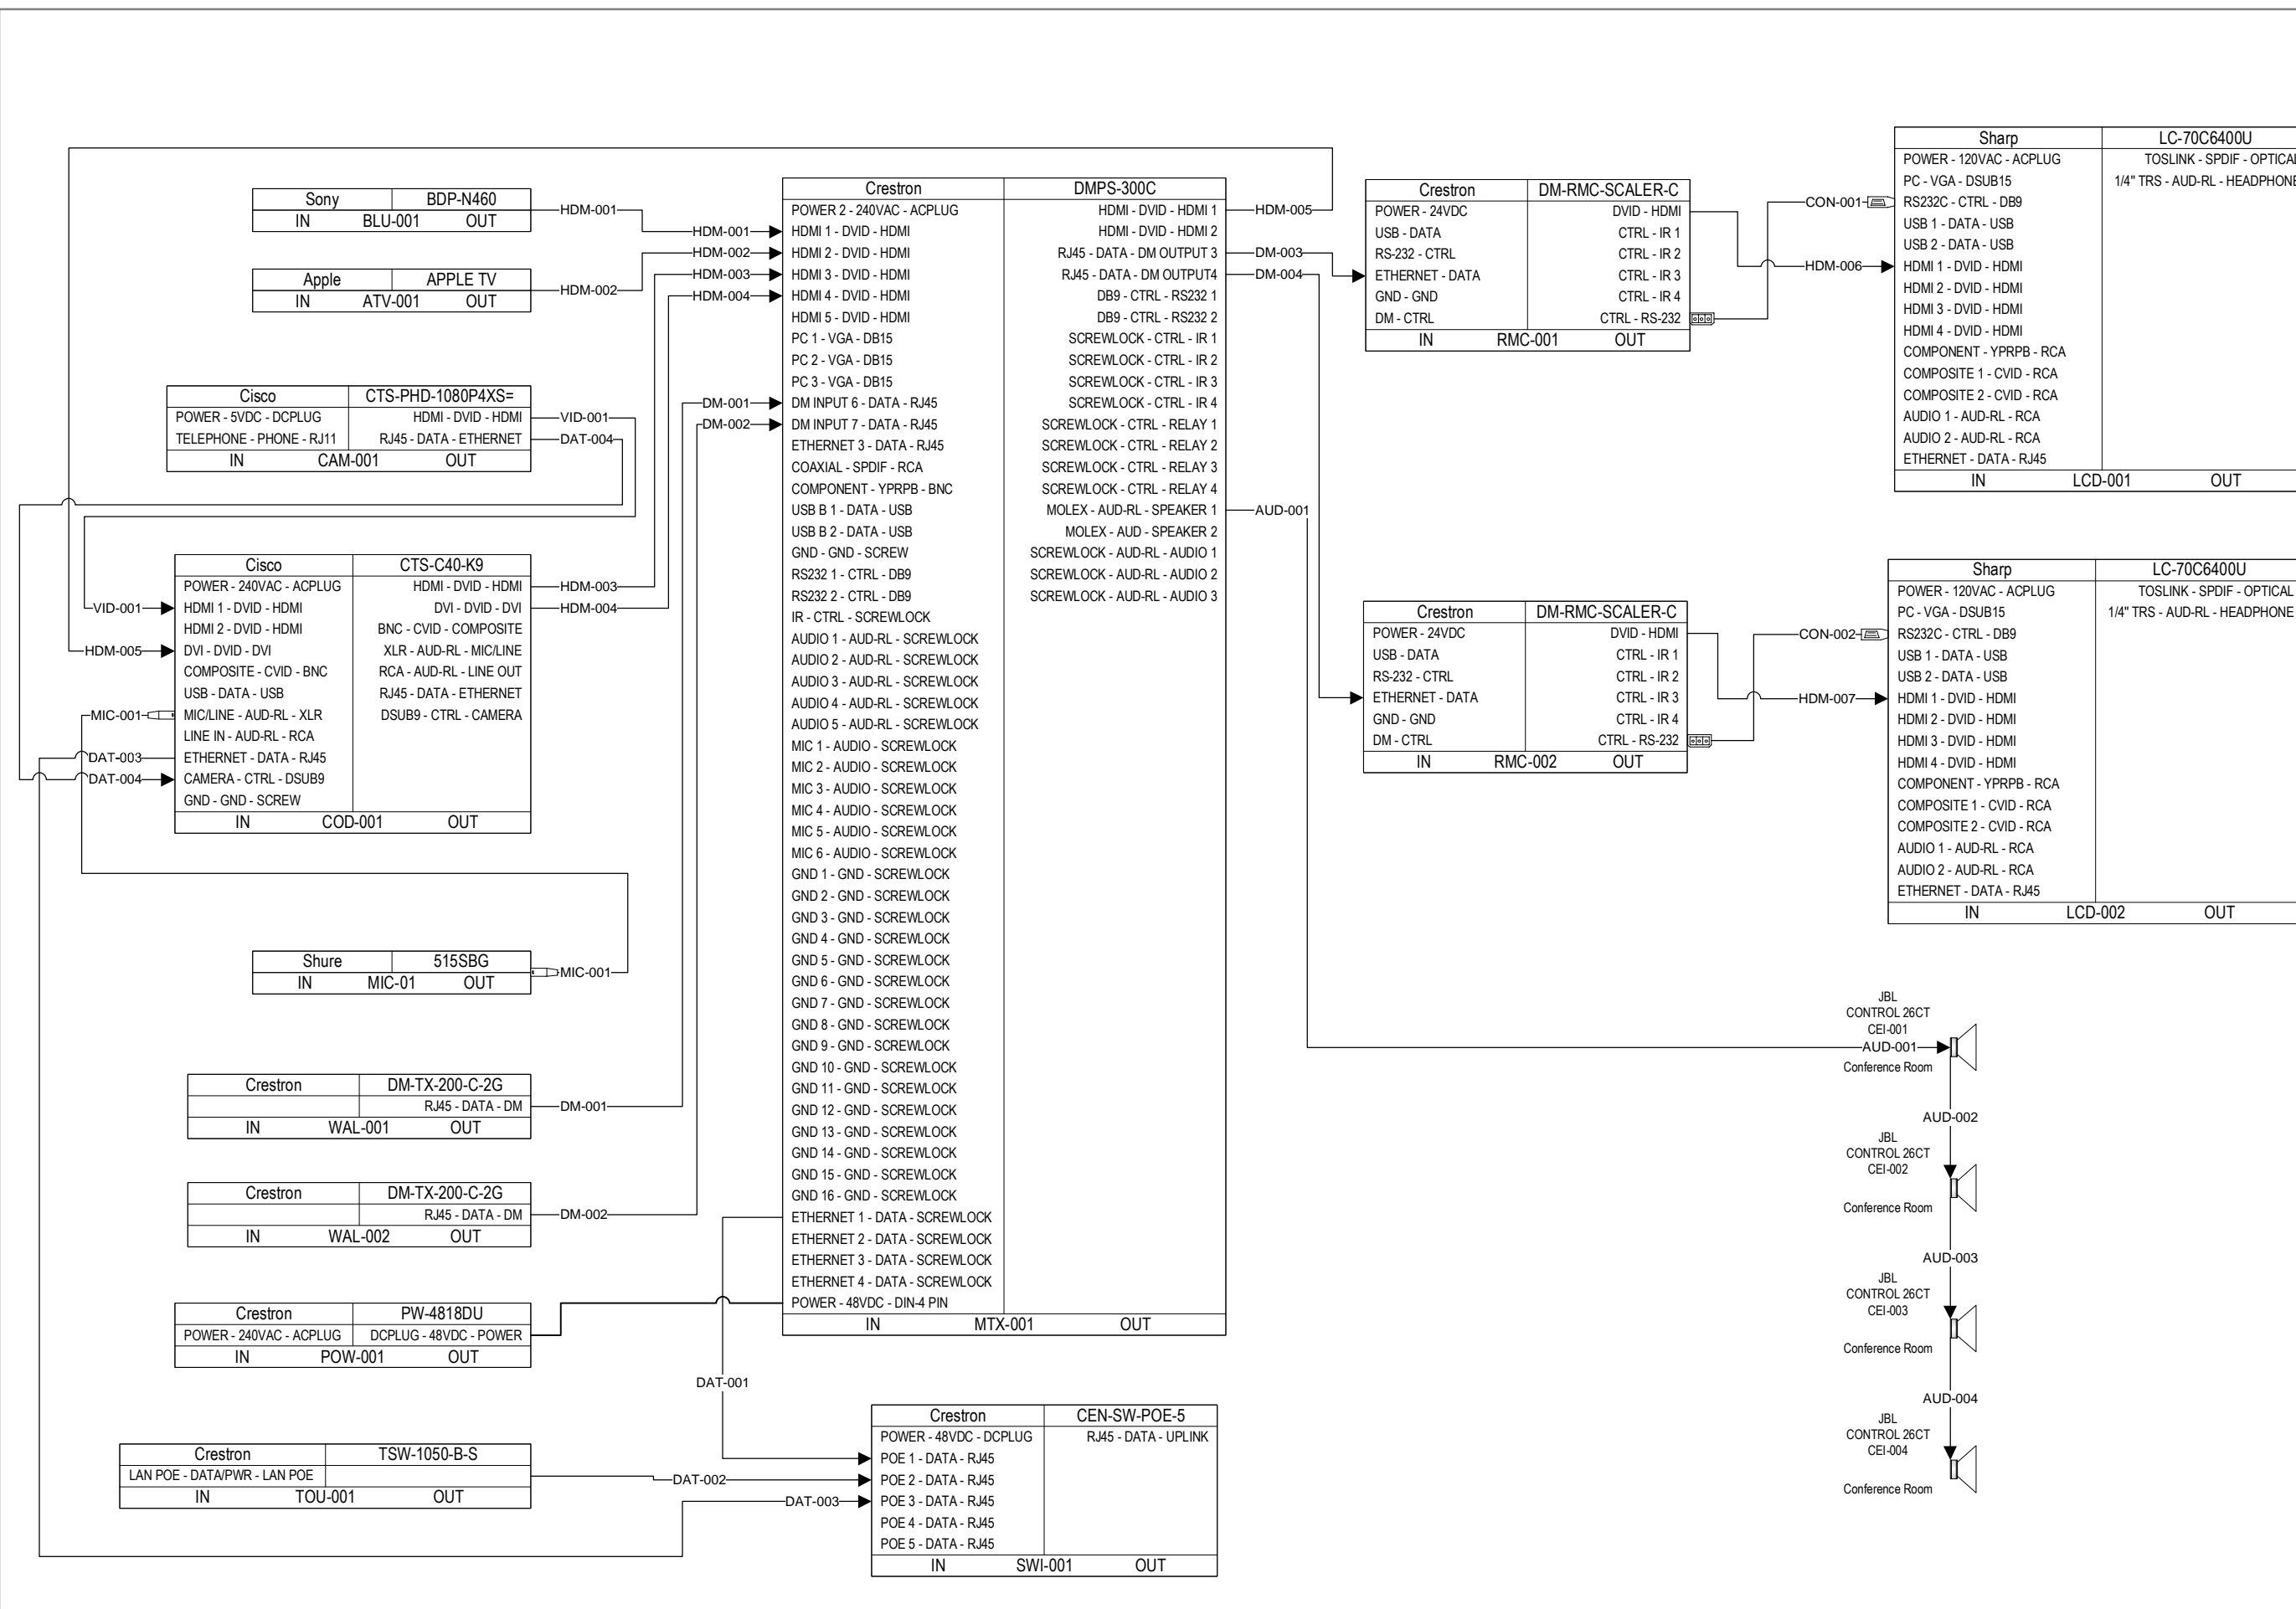 Sony BDP-N460
IN BLU-001 OUT
HDM-001
Apple APPLE TV
IN ATV-001 OUT
HDM-002
Cisco CTS-PHD-1080P4XS=
POWER - 5VDC - DCPLUG HDMI - DVID - HDMI
TELEPHONE - PHONE - RJ11 RJ45 - DATA - ETHERNET
IN CAM-001 OUT
VID-001
DAT-004
Cisco CTS-C40-K9
POWER - 240VAC - ACPLUG HDMI - DVID - HDMI
HDMI 1 - DVID - HDMI DVI - DVID - DVI
HDMI 2 - DVID - HDMI BNC - CVID - COMPOSITE
DVI - DVID - DVI XLR - AUD-RL - MIC/LINE
COMPOSITE - CVID - BNC RCA - AUD-RL - LINE OUT
USB - DATA - USB RJ45 - DATA - ETHERNET
MIC/LINE - AUD-RL - XLR DSUB9 - CTRL - CAMERA
LINE IN - AUD-RL - RCA
ETHERNET - DATA - RJ45
CAMERA - CTRL - DSUB9
GND - GND - SCREW
IN COD-001 OUT
VID-001
HDM-005
MIC-001
DAT-003
DAT-004
HDM-003
HDM-004
Shure 515SBG
IN MIC-01 OUT
MIC-001
Crestron DM-TX-200-C-2G
RJ45 - DATA - DM
IN WAL-001 OUT
DM-001
Crestron DM-TX-200-C-2G
RJ45 - DATA - DM
IN WAL-002 OUT
DM-002
Crestron PW-4818DU
POWER - 240VAC - ACPLUG DCPLUG - 48VDC - POWER
IN POW-001 OUT
Crestron TSW-1050-B-S
LAN POE - DATA/PWR - LAN POE
IN TOU-001 OUT
HDM-001
HDM-002
HDM-003
HDM-004
DM-001
DM-002
Crestron DMPS-300C
POWER 2 - 240VAC - ACPLUG HDMI - DVID - HDMI 1
HDMI 1 - DVID - HDMI HDMI - DVID - HDMI 2
HDMI 2 - DVID - HDMI RJ45 - DATA - DM OUTPUT 3
HDMI 3 - DVID - HDMI RJ45 - DATA - DM OUTPUT4
HDMI 4 - DVID - HDMI DB9 - CTRL - RS232 1
HDMI 5 - DVID - HDMI DB9 - CTRL - RS232 2
PC 1 - VGA - DB15 SCREWLOCK - CTRL - IR 1
PC 2 - VGA - DB15 SCREWLOCK - CTRL - IR 2
PC 3 - VGA - DB15 SCREWLOCK - CTRL - IR 3
DM INPUT 6 - DATA - RJ45 SCREWLOCK - CTRL - IR 4
DM INPUT 7 - DATA - RJ45 SCREWLOCK - CTRL - RELAY 1
ETHERNET 3 - DATA - RJ45 SCREWLOCK - CTRL - RELAY 2
COAXIAL - SPDIF - RCA SCREWLOCK - CTRL - RELAY 3
COMPONENT - YPRPB - BNC SCREWLOCK - CTRL - RELAY 4
USB B 1 - DATA - USB MOLEX - AUD-RL - SPEAKER 1
USB B 2 - DATA - USB MOLEX - AUD - SPEAKER 2
GND - GND - SCREW SCREWLOCK - AUD-RL - AUDIO 1
RS232 1 - CTRL - DB9 SCREWLOCK - AUD-RL - AUDIO 2
RS232 2 - CTRL - DB9 SCREWLOCK - AUD-RL - AUDIO 3
IR - CTRL - SCREWLOCK
AUDIO 1 - AUD-RL - SCREWLOCK
AUDIO 2 - AUD-RL - SCREWLOCK
AUDIO 3 - AUD-RL - SCREWLOCK
AUDIO 4 - AUD-RL - SCREWLOCK
AUDIO 5 - AUD-RL - SCREWLOCK
MIC 1 - AUDIO - SCREWLOCK
MIC 2 - AUDIO - SCREWLOCK
MIC 3 - AUDIO - SCREWLOCK
MIC 4 - AUDIO - SCREWLOCK
MIC 5 - AUDIO - SCREWLOCK
MIC 6 - AUDIO - SCREWLOCK
GND 1 - GND - SCREWLOCK
GND 2 - GND - SCREWLOCK
GND 3 - GND - SCREWLOCK
GND 4 - GND - SCREWLOCK
GND 5 - GND - SCREWLOCK
GND 6 - GND - SCREWLOCK
GND 7 - GND - SCREWLOCK
GND 8 - GND - SCREWLOCK
GND 9 - GND - SCREWLOCK
GND 10 - GND - SCREWLOCK
GND 11 - GND - SCREWLOCK
GND 12 - GND - SCREWLOCK
GND 13 - GND - SCREWLOCK
GND 14 - GND - SCREWLOCK
GND 15 - GND - SCREWLOCK
GND 16 - GND - SCREWLOCK
ETHERNET 1 - DATA - SCREWLOCK
ETHERNET 2 - DATA - SCREWLOCK
ETHERNET 3 - DATA - SCREWLOCK
ETHERNET 4 - DATA - SCREWLOCK
POWER - 48VDC - DIN-4 PIN
IN MTX-001 OUT
HDM-005
DM-003
DM-004
AUD-001
DAT-001
DAT-002
DAT-003
Crestron CEN-SW-POE-5
POWER - 48VDC - DCPLUG RJ45 - DATA - UPLINK
POE 1 - DATA - RJ45
POE 2 - DATA - RJ45
POE 3 - DATA - RJ45
POE 4 - DATA - RJ45
POE 5 - DATA - RJ45
IN SWI-001 OUT
Crestron DM-RMC-SCALER-C
POWER - 24VDC DVID - HDMI
USB - DATA CTRL - IR 1
RS-232 - CTRL CTRL - IR 2
ETHERNET - DATA CTRL - IR 3
GND - GND CTRL - IR 4
DM - CTRL CTRL - RS-232
IN RMC-001 OUT
CON-001
HDM-006
Crestron DM-RMC-SCALER-C
POWER - 24VDC DVID - HDMI
USB - DATA CTRL - IR 1
RS-232 - CTRL CTRL - IR 2
ETHERNET - DATA CTRL - IR 3
GND - GND CTRL - IR 4
DM - CTRL CTRL - RS-232
IN RMC-002 OUT
CON-002
HDM-007
Sharp LC-70C6400U
POWER - 120VAC - ACPLUG TOSLINK - SPDIF - OPTICAL
PC - VGA - DSUB15 1/4" TRS - AUD-RL - HEADPHONE
RS232C - CTRL - DB9
USB 1 - DATA - USB
USB 2 - DATA - USB
HDMI 1 - DVID - HDMI
HDMI 2 - DVID - HDMI
HDMI 3 - DVID - HDMI
HDMI 4 - DVID - HDMI
COMPONENT - YPRPB - RCA
COMPOSITE 1 - CVID - RCA
COMPOSITE 2 - CVID - RCA
AUDIO 1 - AUD-RL - RCA
AUDIO 2 - AUD-RL - RCA
ETHERNET - DATA - RJ45
IN LCD-001 OUT
Sharp LC-70C6400U
POWER - 120VAC - ACPLUG TOSLINK - SPDIF - OPTICAL
PC - VGA - DSUB15 1/4" TRS - AUD-RL - HEADPHONE
RS232C - CTRL - DB9
USB 1 - DATA - USB
USB 2 - DATA - USB
HDMI 1 - DVID - HDMI
HDMI 2 - DVID - HDMI
HDMI 3 - DVID - HDMI
HDMI 4 - DVID - HDMI
COMPONENT - YPRPB - RCA
COMPOSITE 1 - CVID - RCA
COMPOSITE 2 - CVID - RCA
AUDIO 1 - AUD-RL - RCA
AUDIO 2 - AUD-RL - RCA
ETHERNET - DATA - RJ45
IN LCD-002 OUT
JBL
CONTROL 26CT
CEI-001
AUD-001
Conference Room
AUD-002
JBL
CONTROL 26CT
CEI-002
Conference Room
AUD-003
JBL
CONTROL 26CT
CEI-003
Conference Room
AUD-004
JBL
CONTROL 26CT
CEI-004
Conference Room